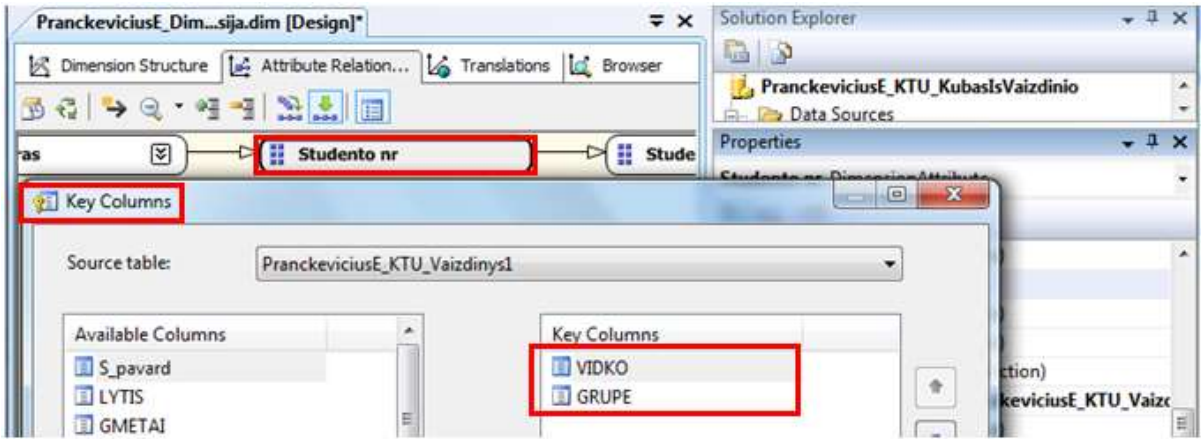 PranckeviciusE_Dim...sija.dim [Design]*
Dimension Structure
Attribute Relation...
Translations
Browser
ras
Studento nr
Stude
Solution Explorer
PranckeviciusE_KTU_KubasIsVaizdinio
Data Sources
Properties
Studento nr DimensionAttribute
Key Columns
Source table:
PranckeviciusE_KTU_Vaizdinys1
Available Columns
S_pavard
LYTIS
GMETAI
Key Columns
VIDKO
GRUPE
ction)
keviciusE_KTU_Vaizc